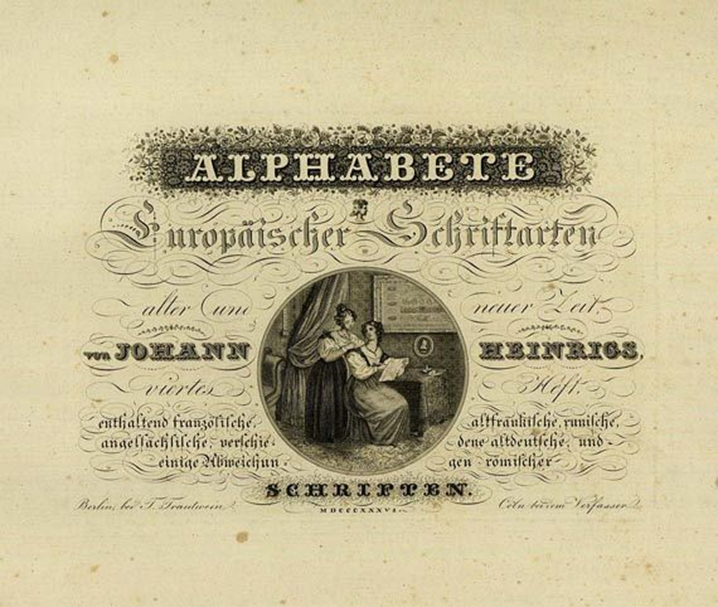 ALPHABETE
Europäischer Schriftarten
alter und neuer Zeit,
von JOHANN HEINRIGS,
viertes Heft,
enthaltend französische, altfränkische, runische,
angelsächsische, verschie- dene altdeutsche, und
einige Abweichun- gen römischer
SCHRIFTEN.
Berlin, bei T. Trautwein.
Cöln bei dem Verfasser.
MDCCCXXXVI.